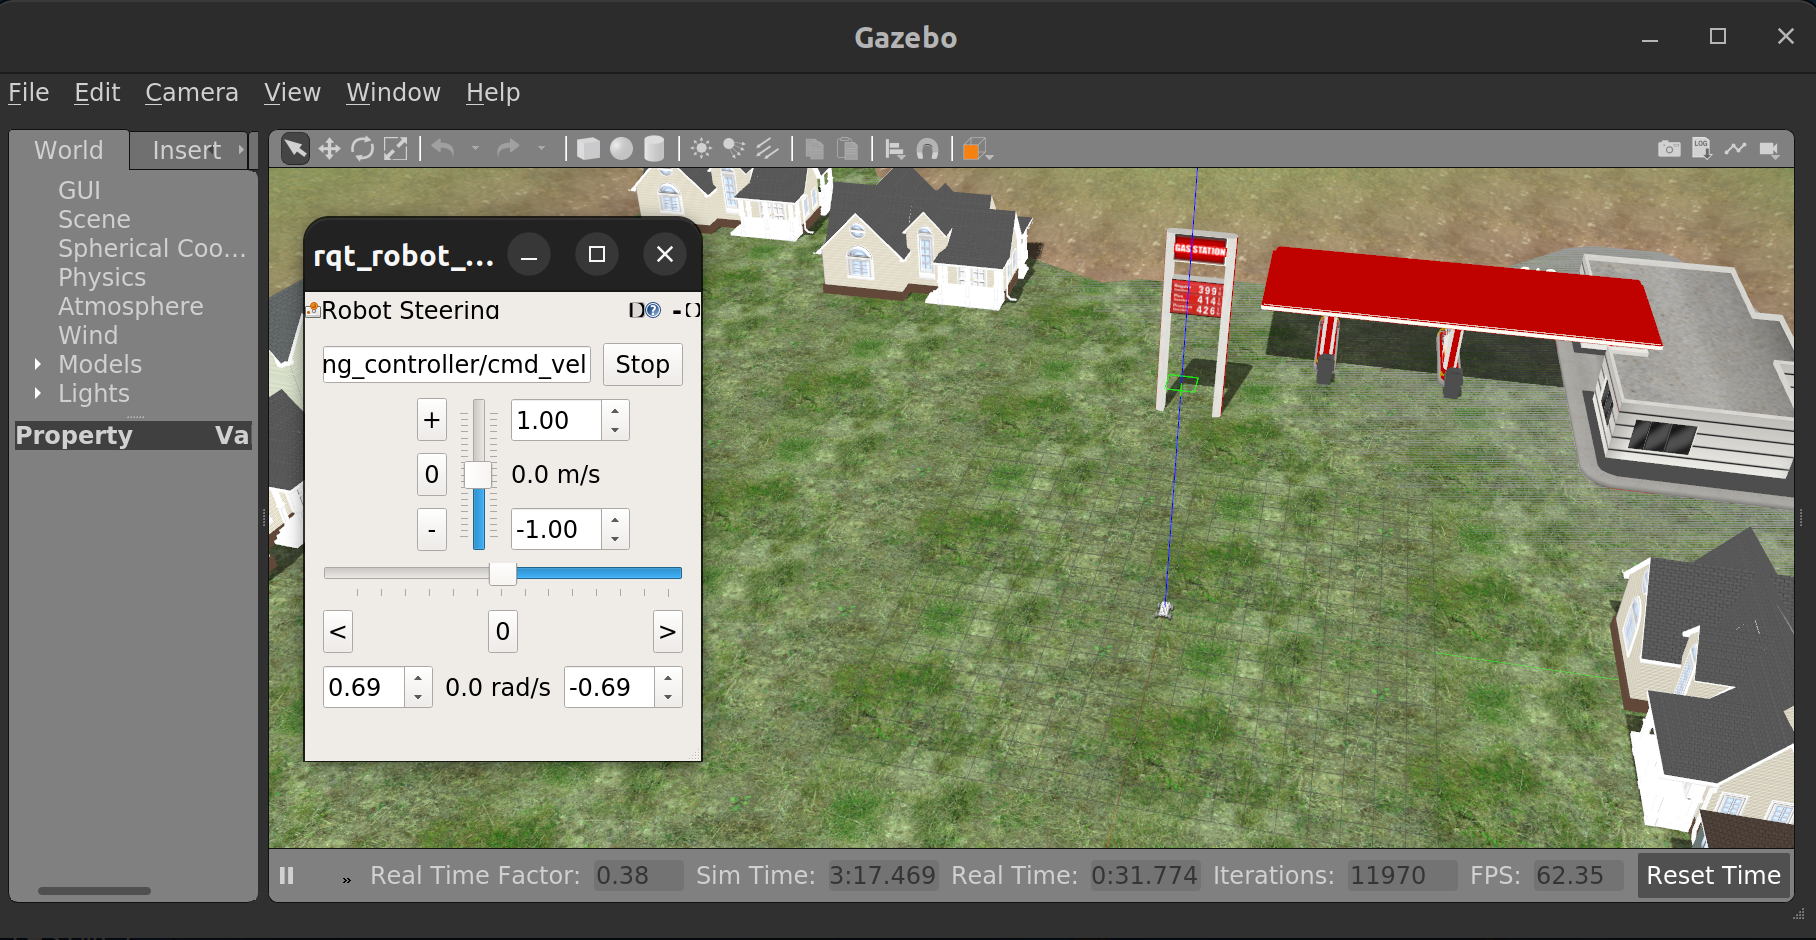 Gazebo
File Edit Camera View Window Help
World Insert
GUI
Scene
Spherical Coo...
Physics
Atmosphere
Wind
Models
Lights
Property Va
LOG
rqt_robot_...
Robot Steering
D ? - O
ng_controller/cmd_vel Stop
+ 1.00
0 0.0 m/s
- -1.00
< 0 >
0.69 0.0 rad/s -0.69
GAS STATION
399
414
426
Real Time Factor: 0.38 Sim Time: 3:17.469 Real Time: 0:31.774 Iterations: 11970 FPS: 62.35 Reset Time